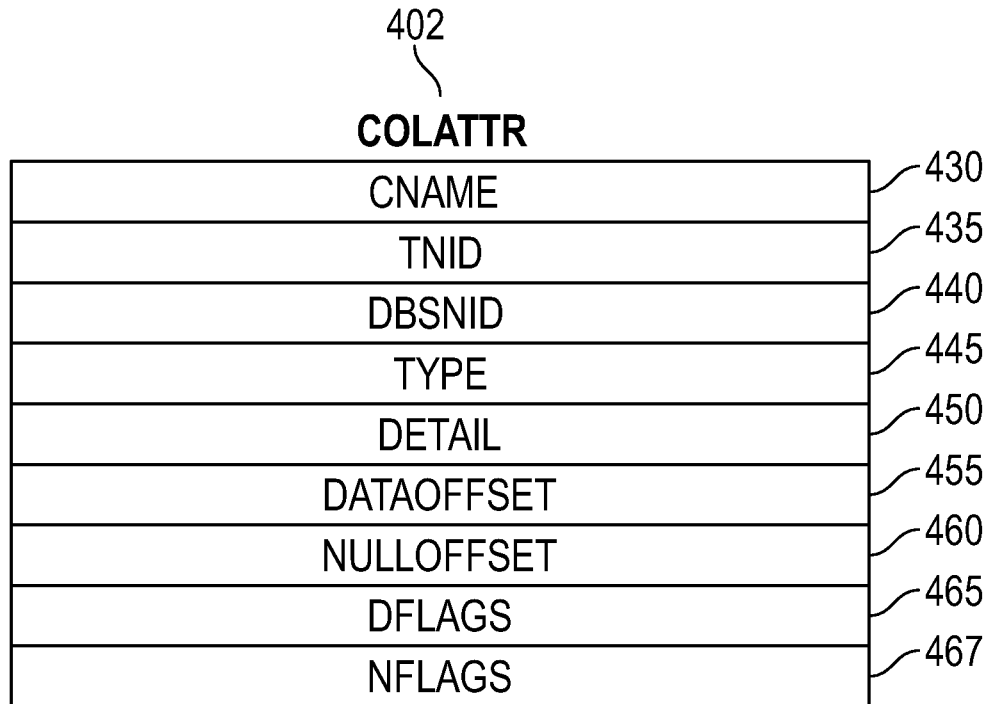 402
COLATTR
CNAME 430
TNID 435
DBSNID 440
TYPE 445
DETAIL 450
DATAOFFSET 455
NULLOFFSET 460
DFLAGS 465
NFLAGS 467